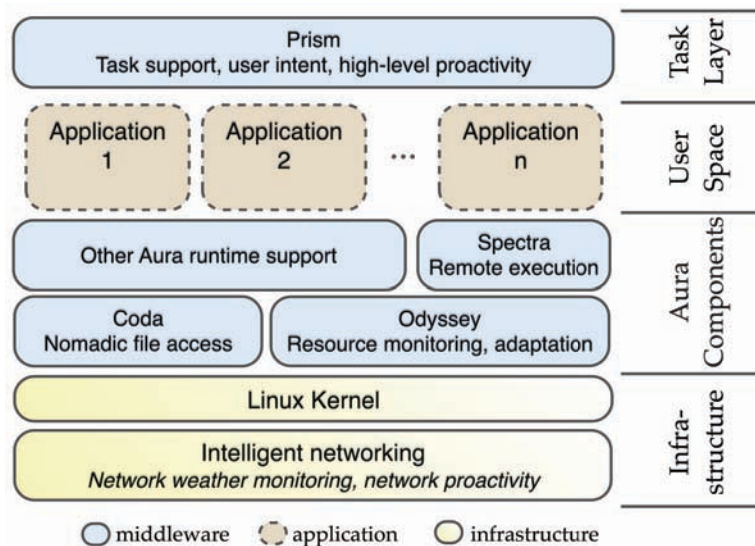 Prism
Task support, user intent, high-level proactivity
Task
Layer
Application
1
Application
2
...
Application
n
User
Space
Other Aura runtime support
Spectra
Remote execution
Coda
Nomadic file access
Odyssey
Resource monitoring, adaptation
Aura
Components
Linux Kernel
Intelligent networking
Network weather monitoring, network proactivity
Infra-
structure
middleware
application
infrastructure